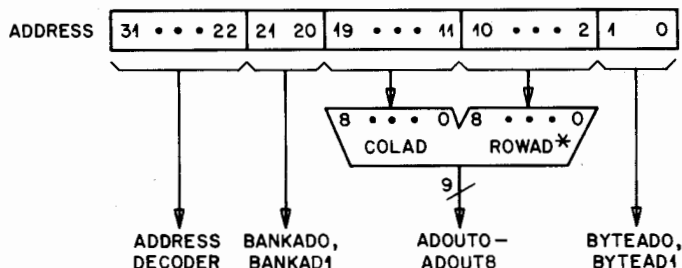 ADDRESS 31 • • • 22 21 20 19 • • • 11 10 • • • 2 1 0
8 • • • 0 8 • • • 0
COLAD ROWAD*
9
ADDRESS BANKAD0, ADOUT0– BYTEAD0,
DECODER BANKAD1 ADOUT8 BYTEAD1